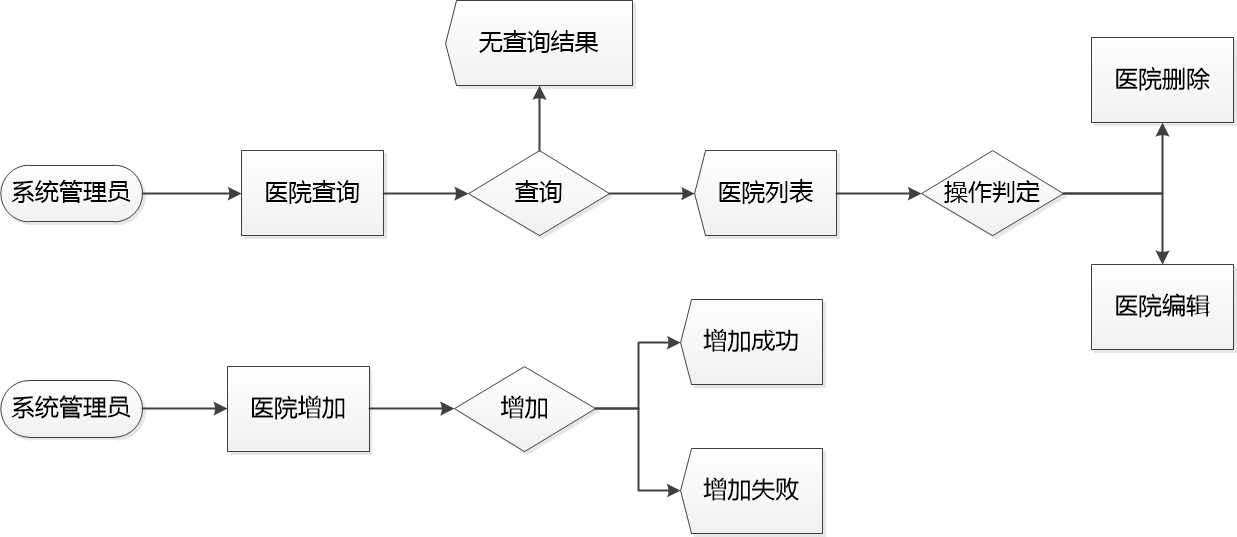 无查询结果
医院删除
系统管理员
医院查询
查询
医院列表
操作判定
医院编辑
增加成功
系统管理员
医院增加
增加
增加失败